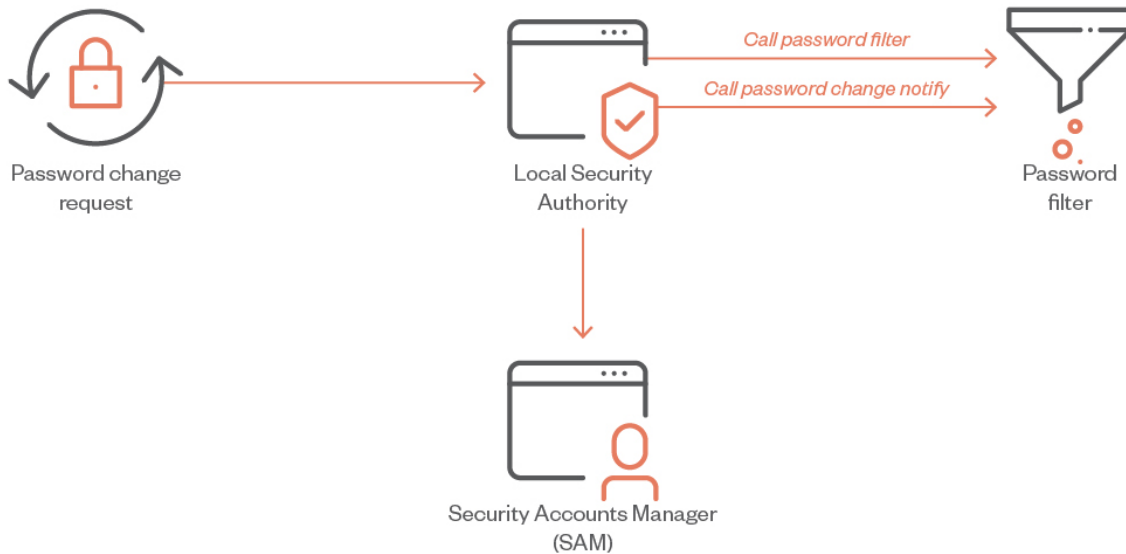 Call password filter
Call password change notify
Password change
request
Local Security
Authority
Password
filter
Security Accounts Manager
(SAM)